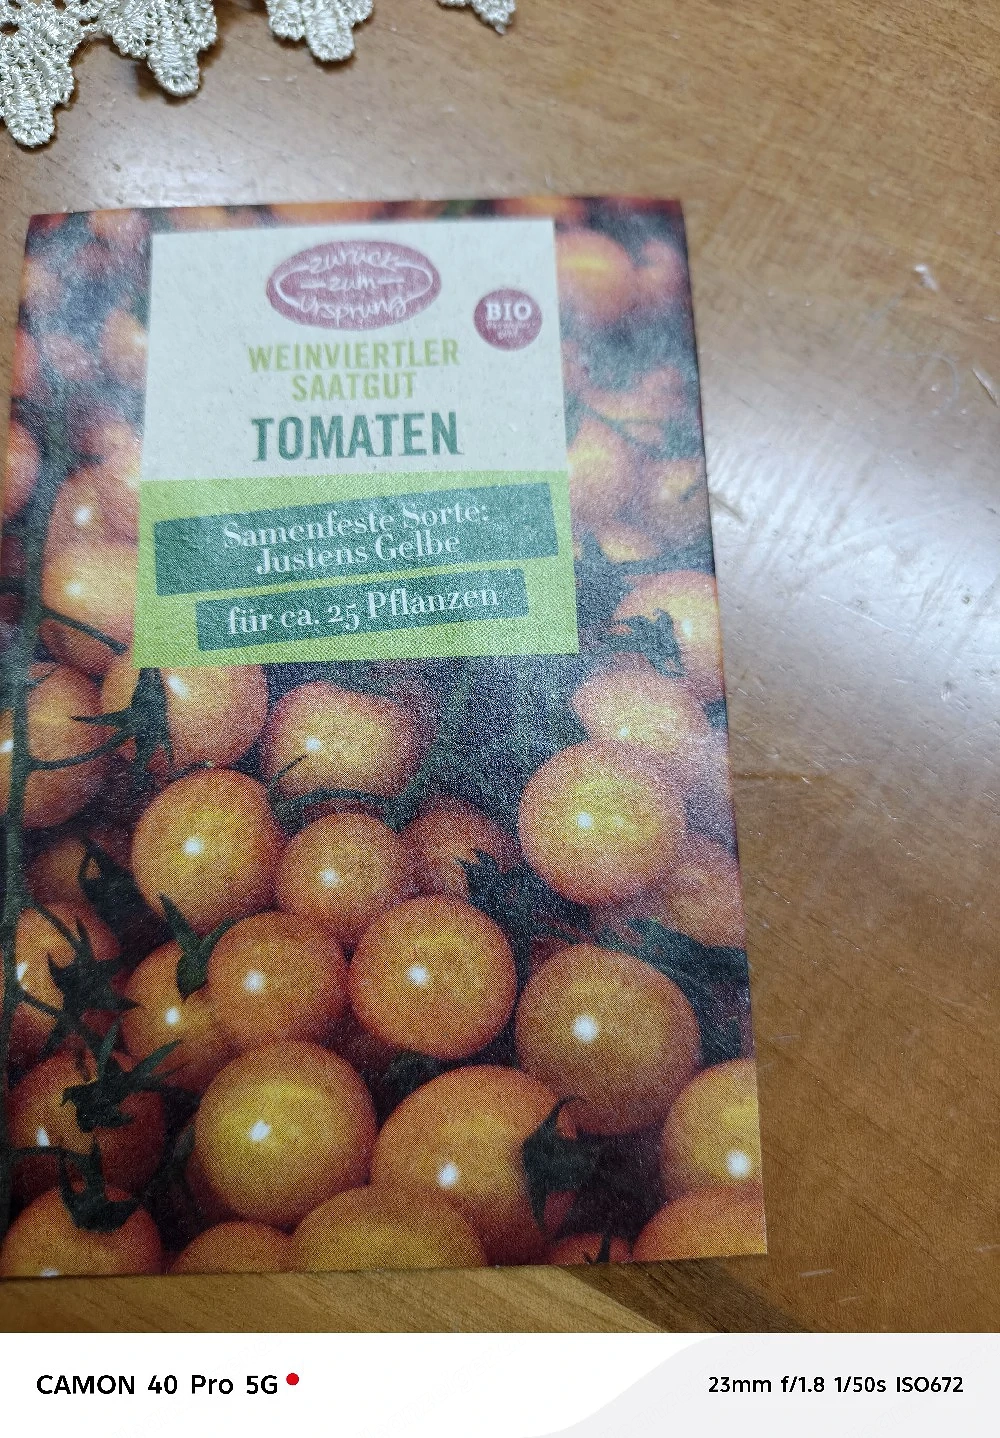 zurück
zum
Ursprung
BIO
WEINVIERTLER
SAATGUT
TOMATEN
Samenfeste Sorte:
Justens Gelbe
für ca. 25 Pflanzen
CAMON 40 Pro 5G
23mm f/1.8 1/50s ISO672